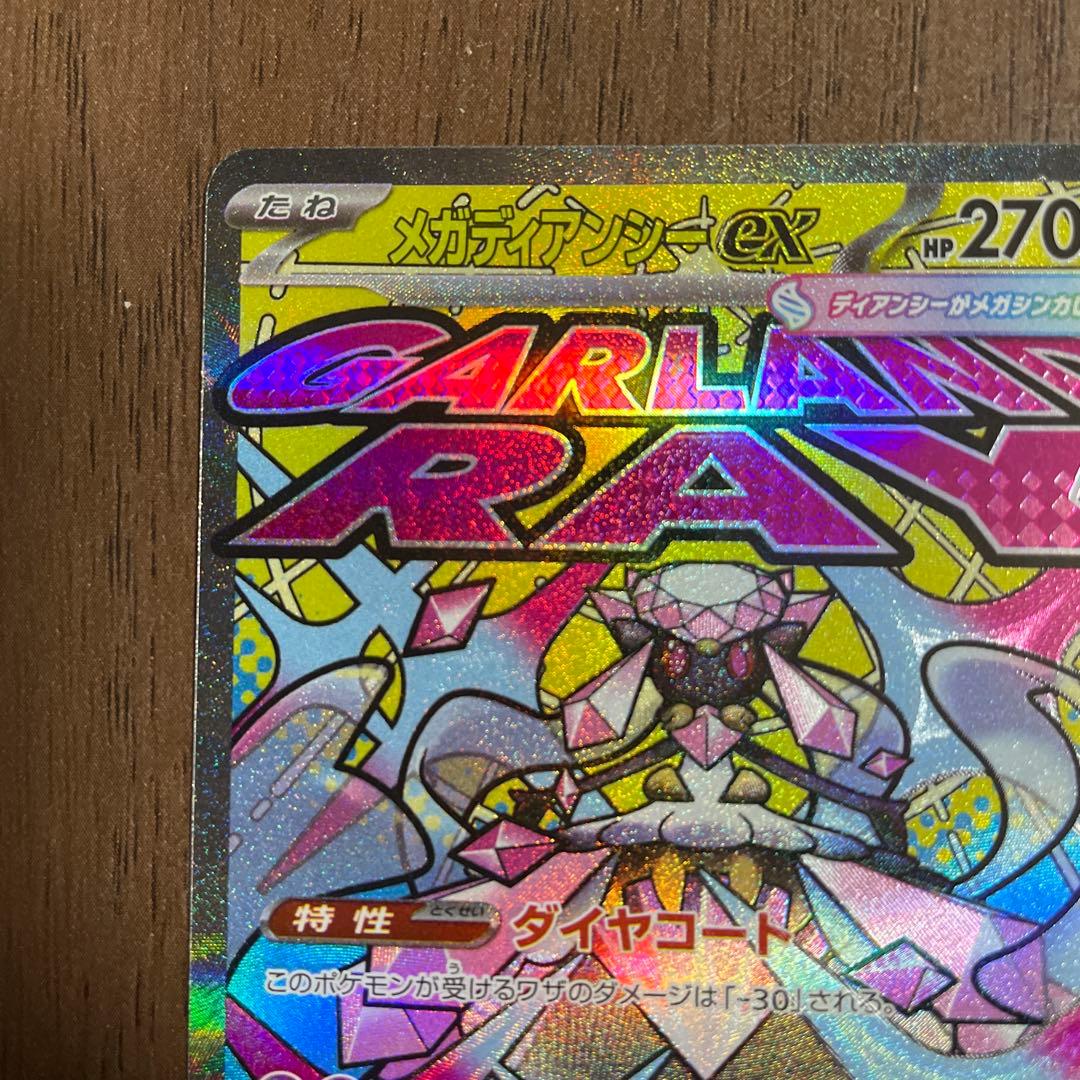 たね
メガディアンシーex HP 270
ディアンシーがメガシンカし
GARLAND
RAY
特性 とくせい ダイヤコート
このポケモンが受けるワザのダメージは「-30」される。
う